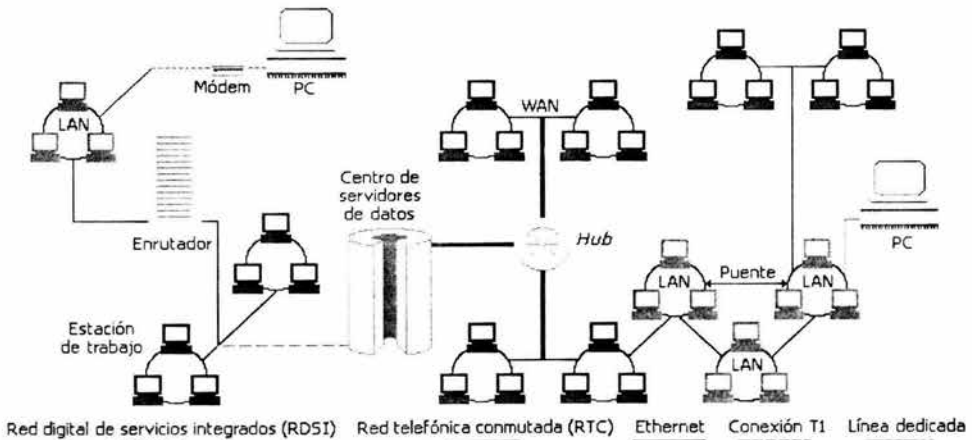 Módem
PC
LAN
WAN
Centro de
servidores
de datos
Enrutador
Hub
PC
LAN
Puente
LAN
Estación
de trabajo
LAN
Red digital de servicios integrados (RDSI) Red telefónica conmutada (RTC) Ethernet Conexión T1 Línea dedicada